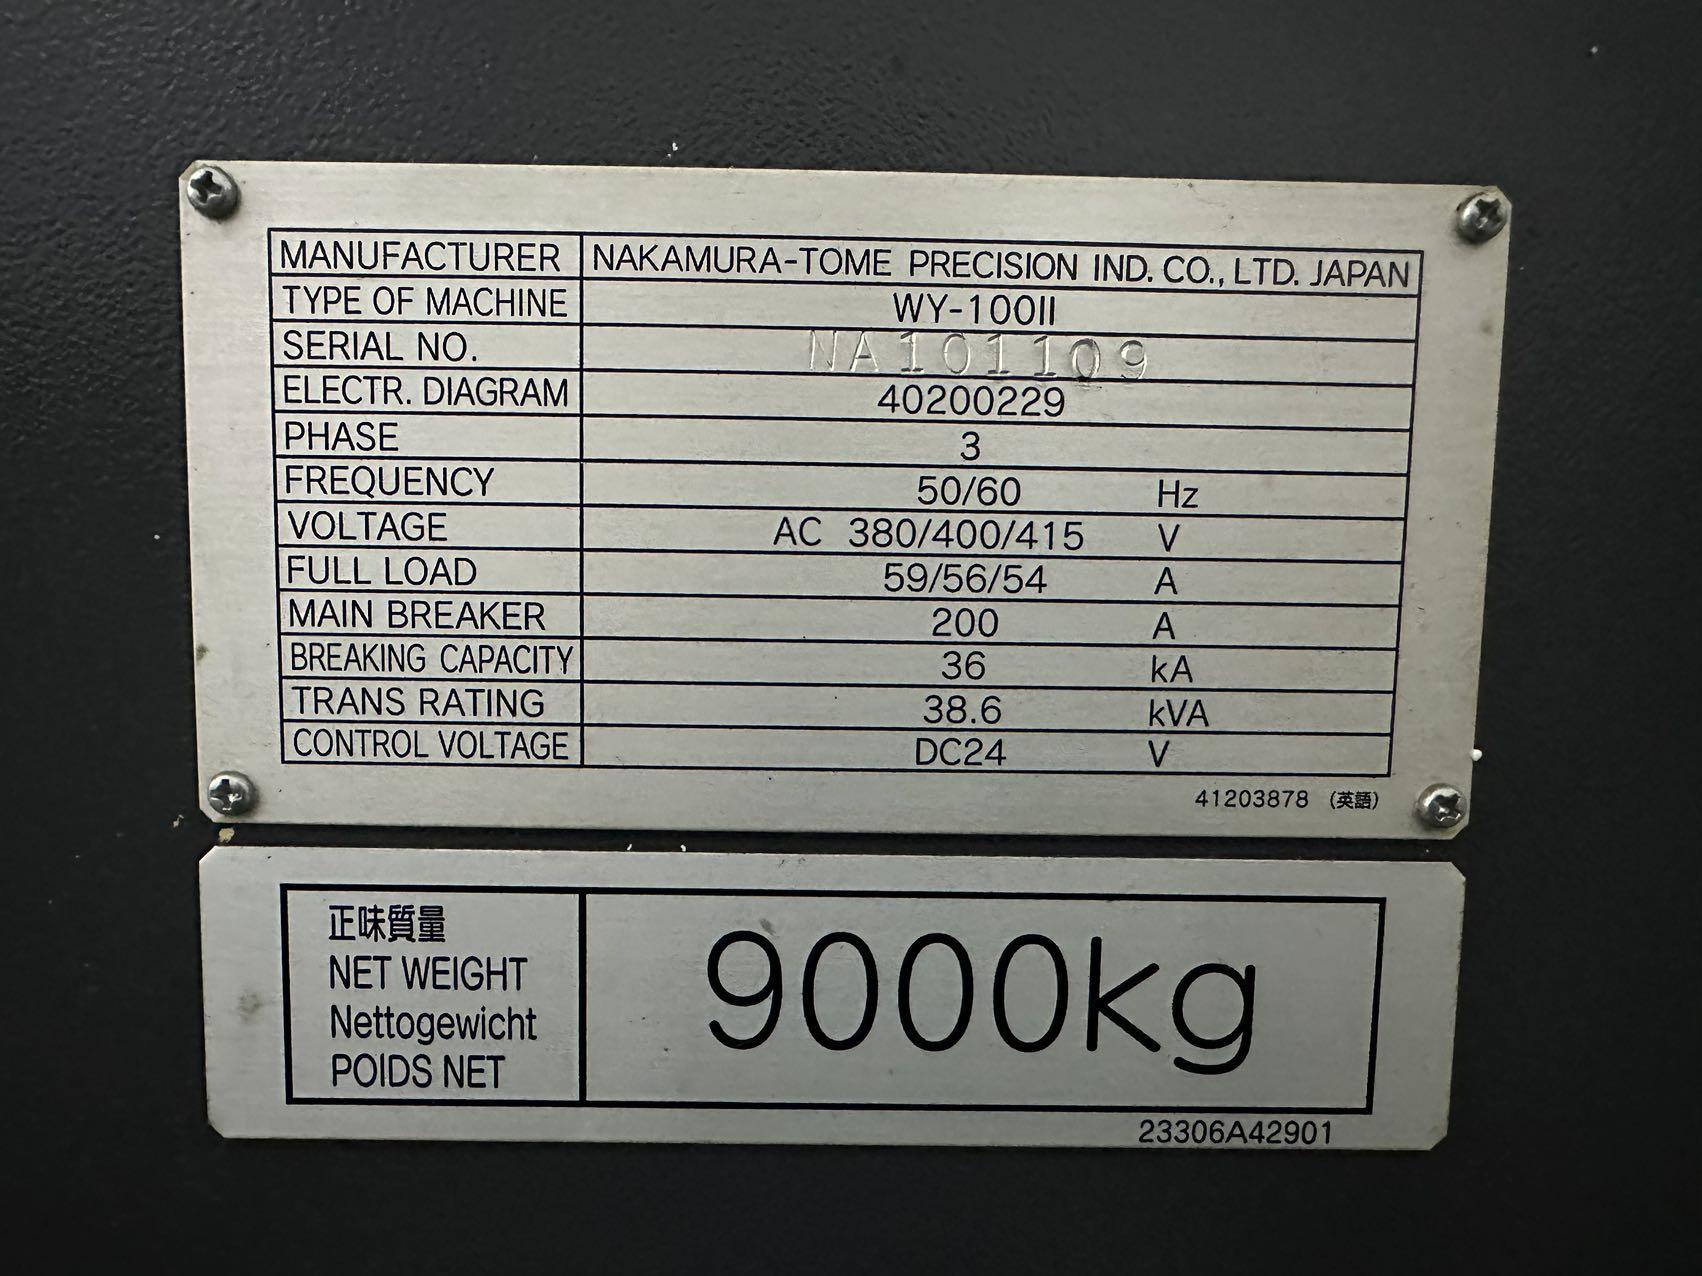 MANUFACTURER NAKAMURA-TOME PRECISION IND. CO., LTD. JAPAN
TYPE OF MACHINE WY-100II
SERIAL NO. NA101109
ELECTR. DIAGRAM 40200229
PHASE 3
FREQUENCY 50/60 Hz
VOLTAGE AC 380/400/415 V
FULL LOAD 59/56/54 A
MAIN BREAKER 200 A
BREAKING CAPACITY 36 kA
TRANS RATING 38.6 kVA
CONTROL VOLTAGE DC24 V
41203878 (英語)
正味質量
NET WEIGHT
Nettogewicht
POIDS NET
9000kg
23306A42901